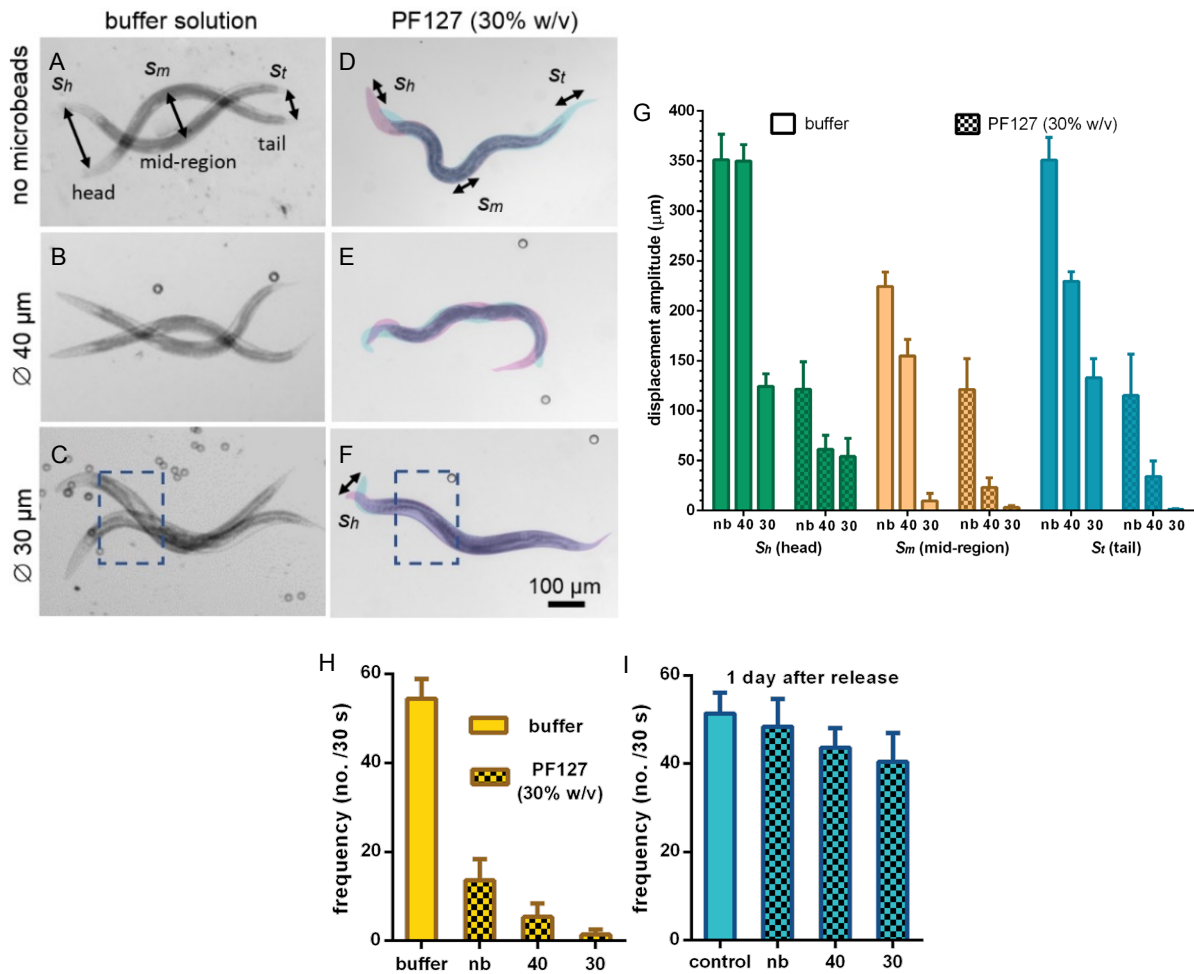 buffer solution
PF127 (30% w/v)
no microbeads
A
Sh
Sm
St
tail
mid-region
head
D
Sh
St
Sm
∅ 40 µm
B
E
∅ 30 µm
C
F
Sh
100 µm
G
buffer
PF127 (30% w/v)
displacement amplitude (µm)
400
350
300
250
200
150
100
50
0
nb 40 30 nb 40 30 nb 40 30 nb 40 30 nb 40 30 nb 40 30
Sh (head)
Sm (mid-region)
St (tail)
H
frequency (no. /30 s)
60
40
20
0
buffer
PF127
(30% w/v)
buffer nb 40 30
I
1 day after release
frequency (no. /30 s)
60
40
20
0
control nb 40 30